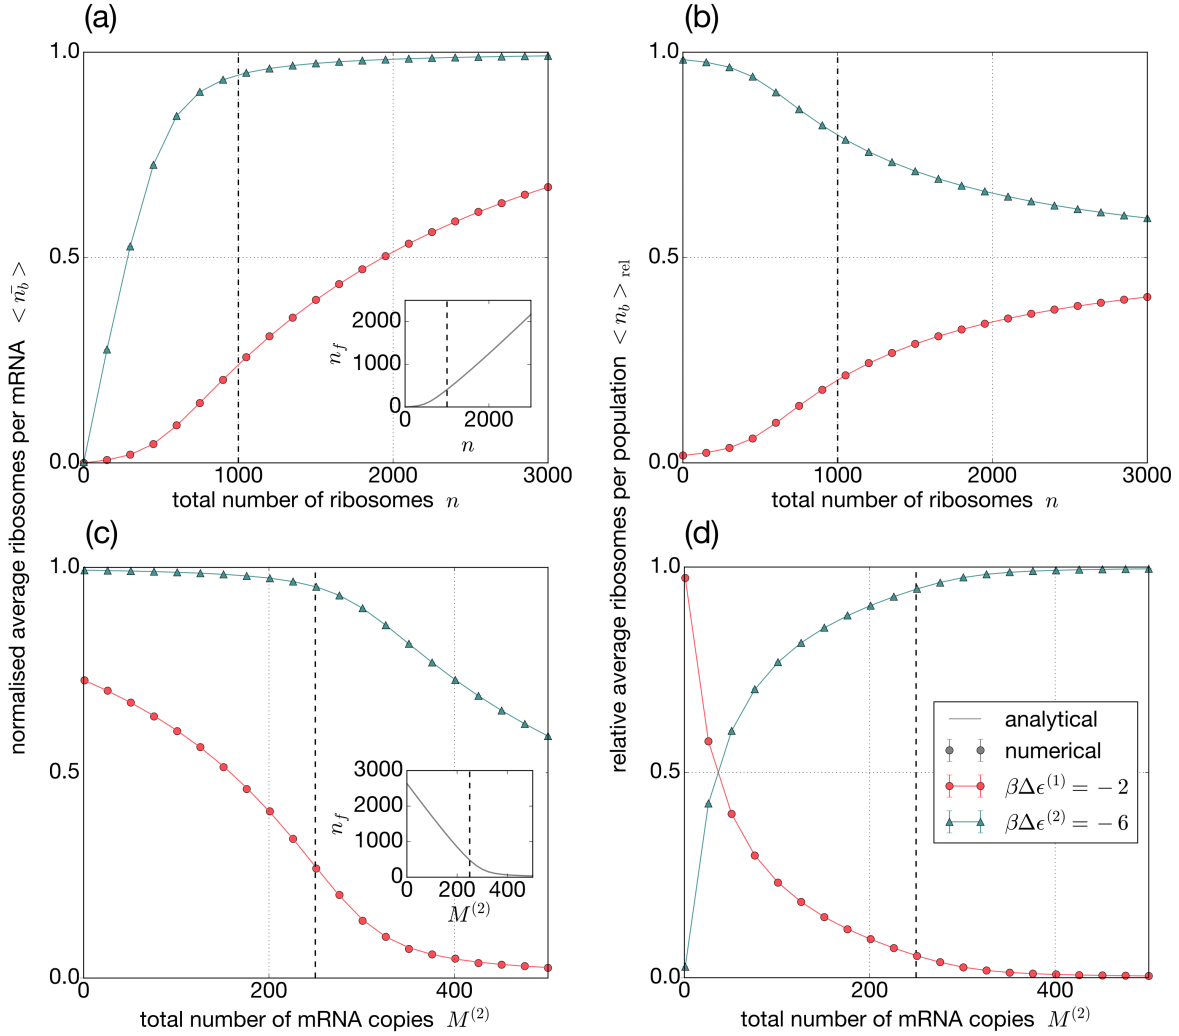 (a)
(b)
normalised average ribosomes per mRNA < n̄_b >
1.0
0.5
0.0
0
1000
2000
3000
total number of ribosomes n
n_f
2000
1000
0
0
2000
n
relative average ribosomes per population < n_b >_rel
1.0
0.5
0.0
0
1000
2000
3000
total number of ribosomes n
(c)
(d)
1.0
0.5
0.0
0
200
400
total number of mRNA copies M^(2)
n_f
3000
2000
1000
0
0
200
400
M^(2)
1.0
0.5
0.0
0
200
400
total number of mRNA copies M^(2)
analytical
numerical
βΔϵ^(1) = −2
βΔϵ^(2) = −6